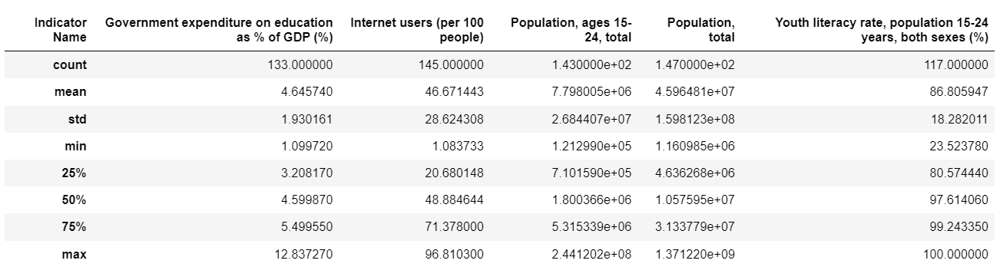 Indicator Government expenditure on education Internet users (per 100 Population, ages 15- Population, Youth literacy rate, population 15-24
Name as % of GDP (%) people) 24, total total years, both sexes (%)
count 133.000000 145.000000 1.430000e+02 1.470000e+02 117.000000
mean 4.645740 46.671443 7.798005e+06 4.596481e+07 86.805947
std 1.930161 28.624308 2.684407e+07 1.598123e+08 18.282011
min 1.099720 1.083733 1.212990e+05 1.160985e+06 23.523780
25% 3.208170 20.680148 7.101590e+05 4.636268e+06 80.574440
50% 4.599870 48.884644 1.800366e+06 1.057595e+07 97.614060
75% 5.499550 71.378000 5.315339e+06 3.133779e+07 99.243350
max 12.837270 96.810300 2.441202e+08 1.371220e+09 100.000000